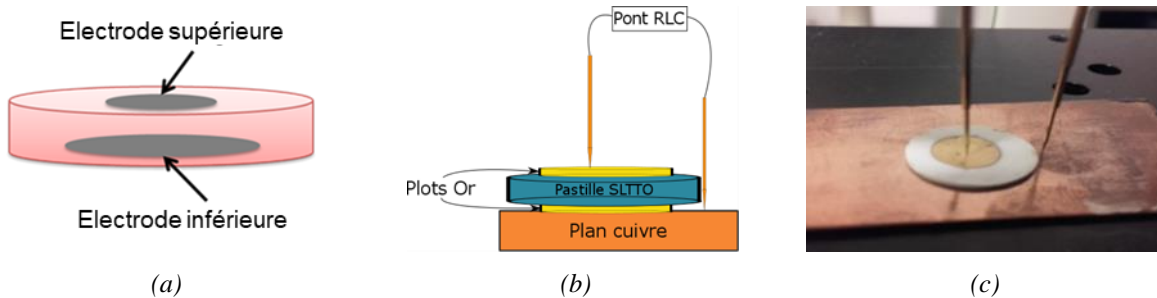 Electrode supérieure
Electrode inférieure
Pont RLC
Plots Or
Pastille SLTTO
Plan cuivre
(a)
(b)
(c)